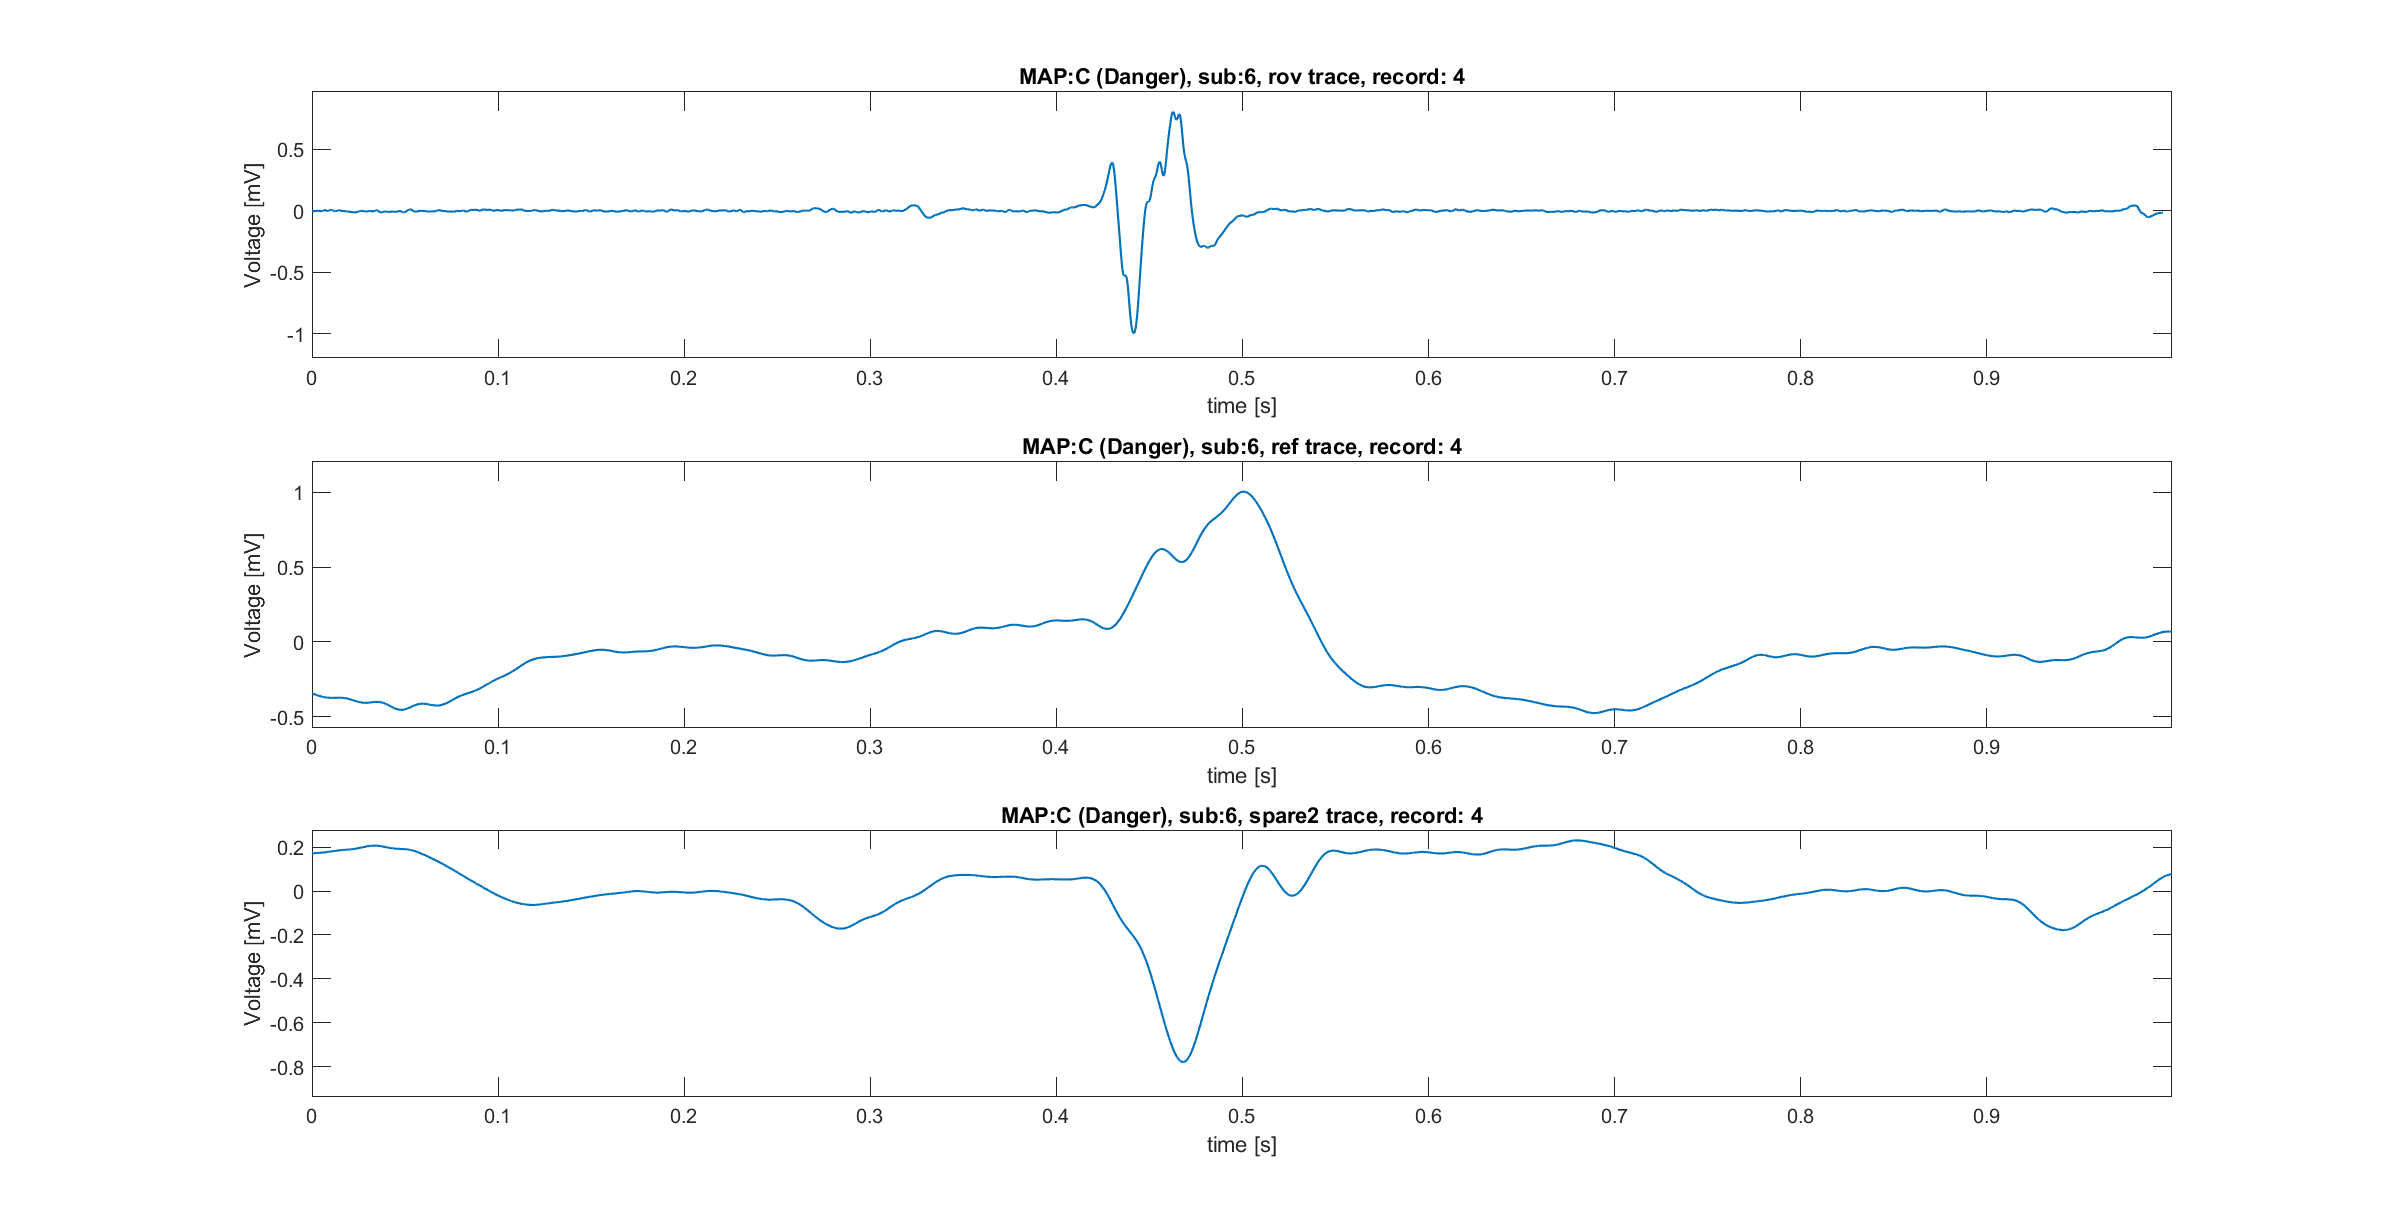 MAP:C (Danger), sub:6, rov trace, record: 4
Voltage [mV]
0.5
0
-0.5
-1
0 0.1 0.2 0.3 0.4 0.5 0.6 0.7 0.8 0.9
time [s]
MAP:C (Danger), sub:6, ref trace, record: 4
Voltage [mV]
1
0.5
0
-0.5
0 0.1 0.2 0.3 0.4 0.5 0.6 0.7 0.8 0.9
time [s]
MAP:C (Danger), sub:6, spare2 trace, record: 4
Voltage [mV]
0.2
0
-0.2
-0.4
-0.6
-0.8
0 0.1 0.2 0.3 0.4 0.5 0.6 0.7 0.8 0.9
time [s]